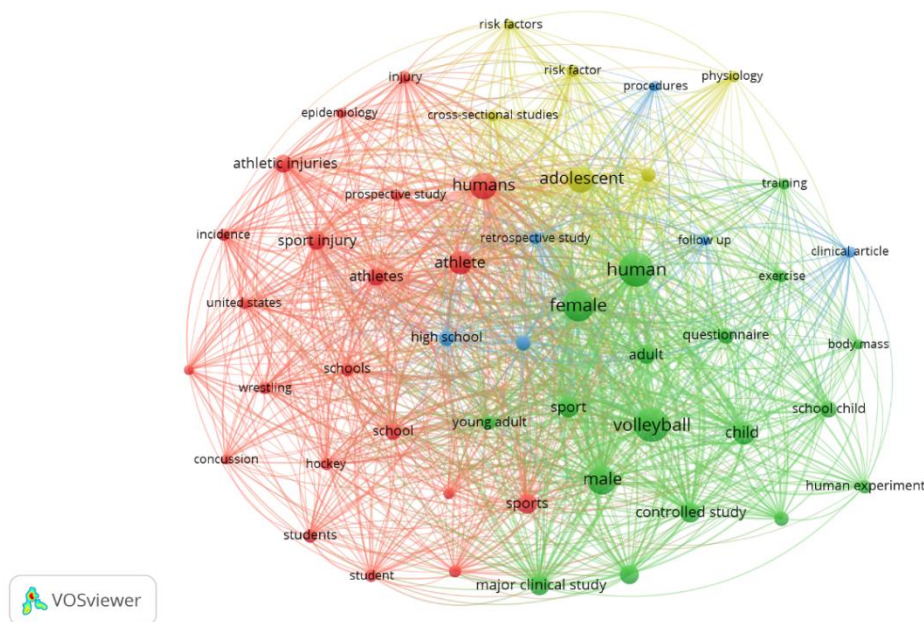 risk factors
injury
risk factor
physiology
procedures
epidemiology
cross-sectional studies
athletic injuries
humans
adolescent
training
prospective study
incidence
sport injury
retrospective study
follow up
clinical article
athlete
athletes
human
exercise
united states
female
high school
questionnaire
body mass
adult
schools
wrestling
sport
school child
young adult
volleyball
school
child
concussion
hockey
male
human experiment
sports
controlled study
students
student
major clinical study
VOSviewer